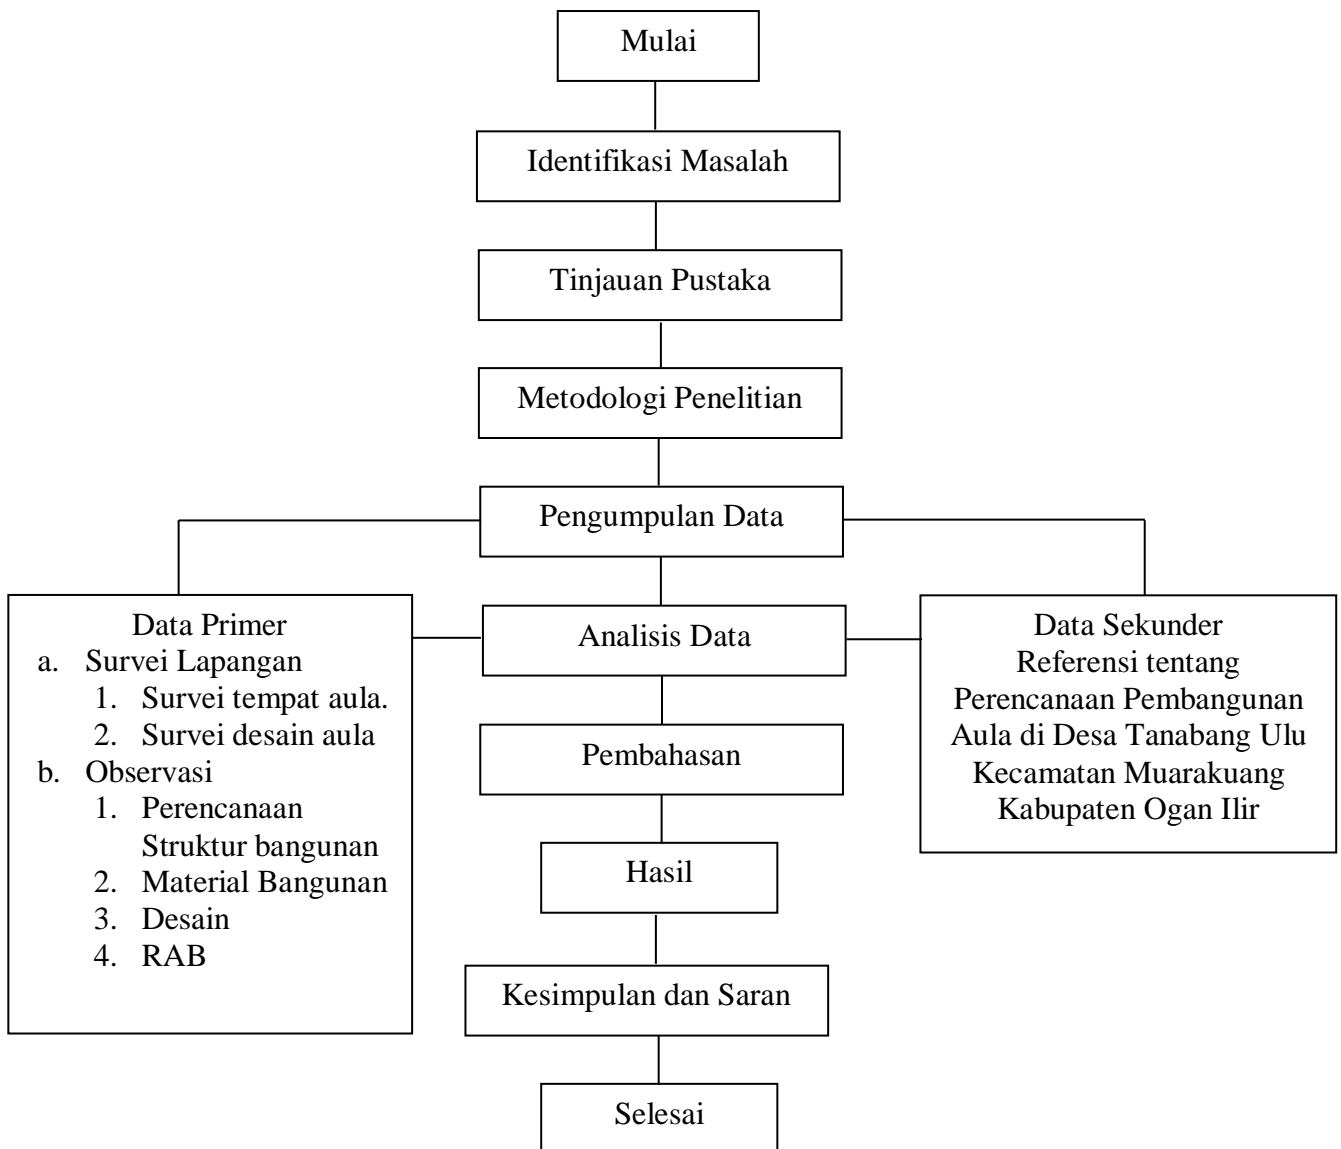 Mulai
Identifikasi Masalah
Tinjauan Pustaka
Metodologi Penelitian
Pengumpulan Data
Data Primer
a. Survei Lapangan
1. Survei tempat aula.
2. Survei desain aula
b. Observasi
1. Perencanaan
Struktur bangunan
2. Material Bangunan
3. Desain
4. RAB
Analisis Data
Data Sekunder
Referensi tentang
Perencanaan Pembangunan
Aula di Desa Tanabang Ulu
Kecamatan Muarakuang
Kabupaten Ogan Ilir
Pembahasan
Hasil
Kesimpulan dan Saran
Selesai